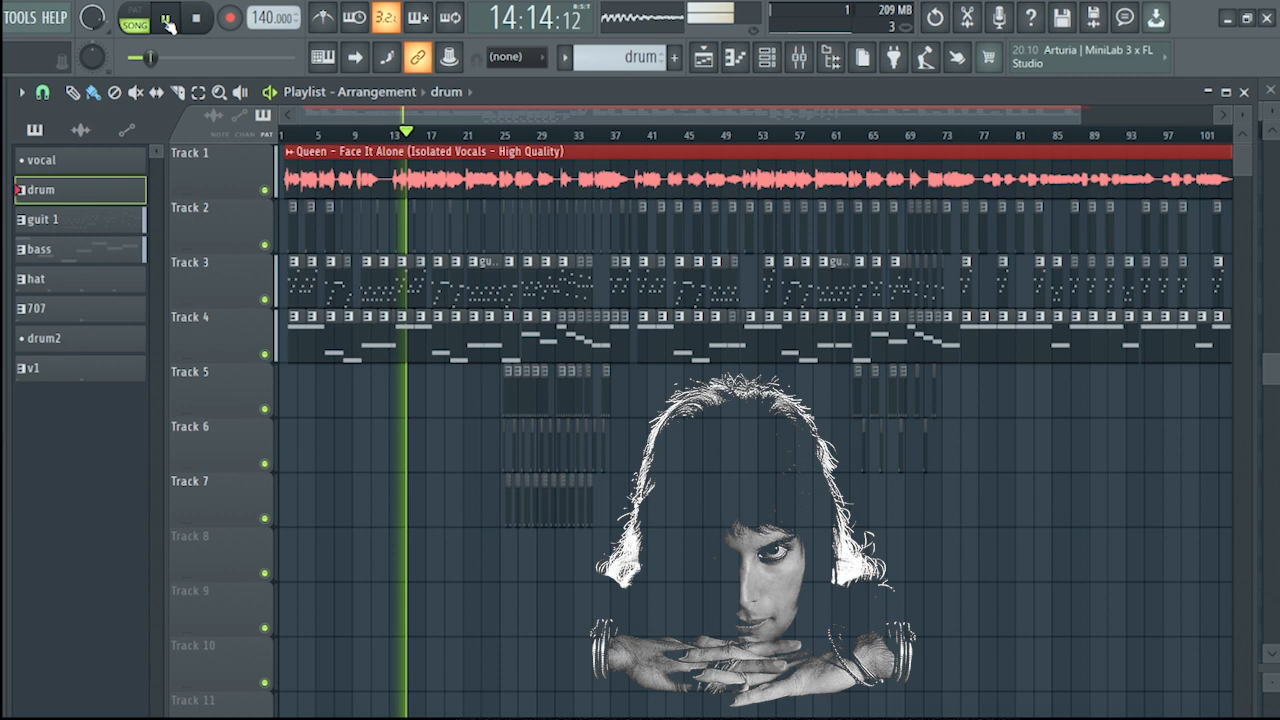 TOOLS HELP
PAT
SONG
140.000
3.2
14:14:12
B:S:T
1
209 MB
3
(none)
drum
20.10 Arturia | MiniLab 3 x FL
Studio
Playlist - Arrangement drum
NOTE CHAN PAT
1 5 9 13 17 21 25 29 33 37 41 45 49 53 57 61 65 69 73 77 81 85 89 93 97 101
vocal
drum
guit 1
bass
hat
707
drum2
v1
Track 1
Queen - Face It Alone (Isolated Vocals - High Quality)
Track 2
Track 3
gu..
gu..
Track 4
Track 5
Track 6
Track 7
Track 8
Track 9
Track 10
Track 11